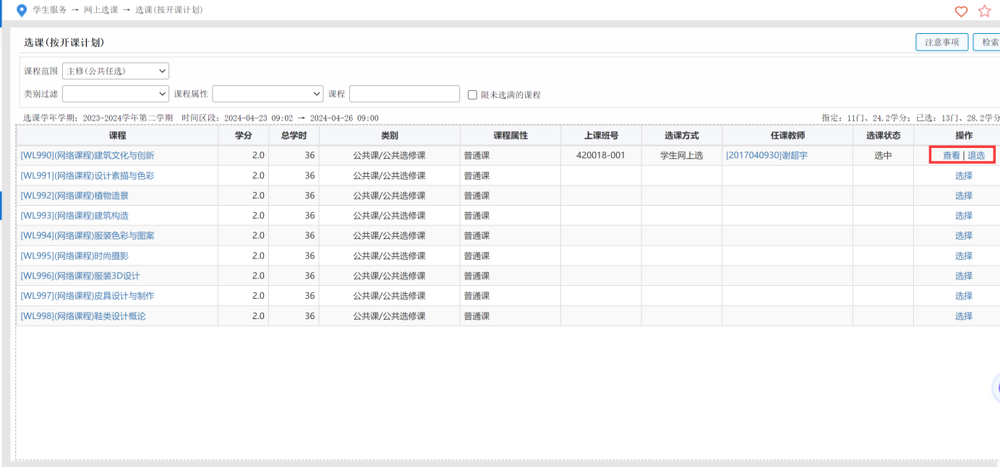 学生服务 → 网上选课 → 选课(按开课计划)
选课(按开课计划) 注意事项 检索
课程范围 主修(公共任选)
类别过滤 课程属性 课程 限未选满的课程
选课学年学期: 2023-2024学年第二学期 时间区段: 2024-04-23 09:02 → 2024-04-26 09:00 指定: 11门、24.2学分; 已选: 13门、28.2学分
课程 学分 总学时 类别 课程属性 上课班号 选课方式 任课教师 选课状态 操作
[WL990](网络课程)建筑文化与创新 2.0 36 公共课/公共选修课 普通课 420018-001 学生网上选 [2017040930]谢超宇 选中 查看 | 退选
[WL991](网络课程)设计素描与色彩 2.0 36 公共课/公共选修课 普通课 选择
[WL992](网络课程)植物造景 2.0 36 公共课/公共选修课 普通课 选择
[WL993](网络课程)建筑构造 2.0 36 公共课/公共选修课 普通课 选择
[WL994](网络课程)服装色彩与图案 2.0 36 公共课/公共选修课 普通课 选择
[WL995](网络课程)时尚摄影 2.0 36 公共课/公共选修课 普通课 选择
[WL996](网络课程)服装3D设计 2.0 36 公共课/公共选修课 普通课 选择
[WL997](网络课程)皮具设计与制作 2.0 36 公共课/公共选修课 普通课 选择
[WL998](网络课程)鞋类设计概论 2.0 36 公共课/公共选修课 普通课 选择